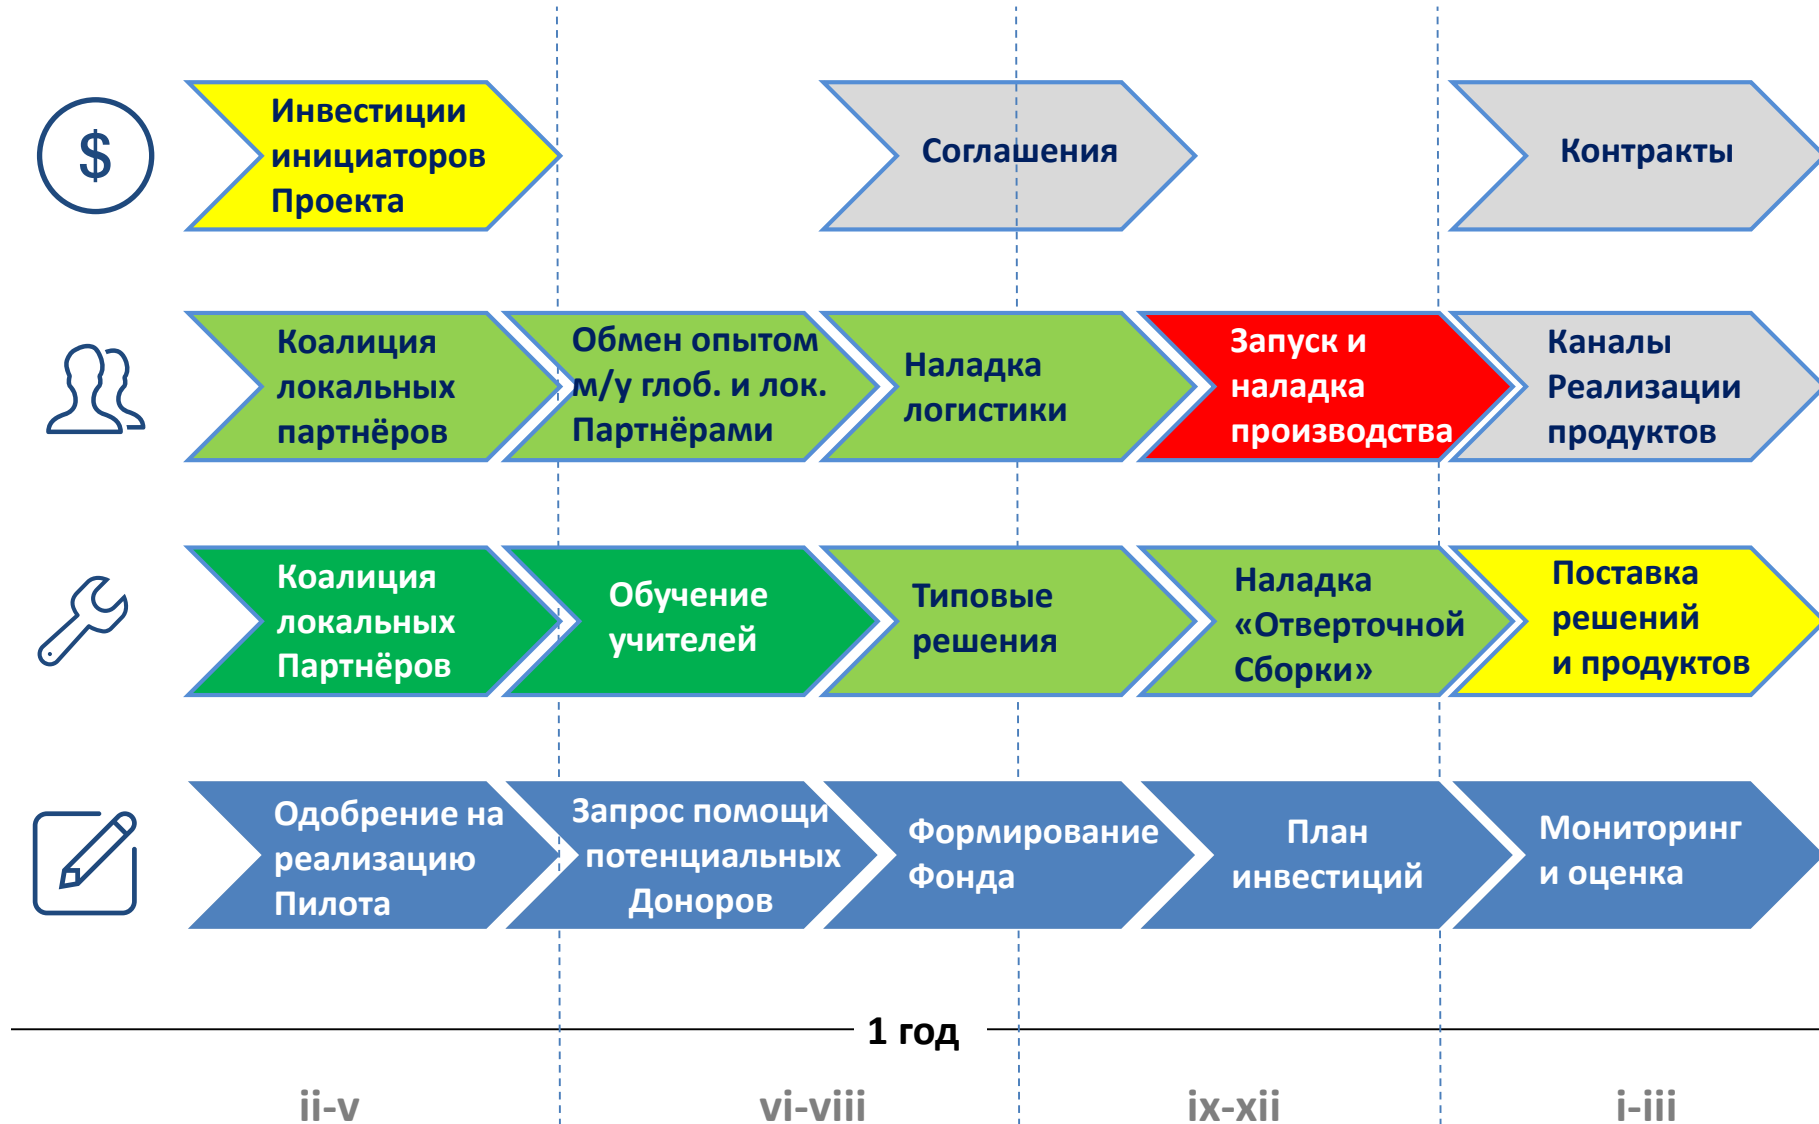 $
Инвестиции
инициаторов
Проекта
Соглашения
Контракты
Коалиция
локальных
партнёров
Обмен опытом
м/у глоб. и лок.
Партнёрами
Наладка
логистики
Запуск и
наладка
производства
Каналы
Реализации
продуктов
Коалиция
локальных
Партнёров
Обучение
учителей
Типовые
решения
Наладка
«Отверточной
Сборки»
Поставка
решений
и продуктов
Одобрение на
реализацию
Пилота
Запрос помощи
потенциальных
Доноров
Формирование
Фонда
План
инвестиций
Мониторинг
и оценка
1 год
ii-v
vi-viii
ix-xii
i-iii